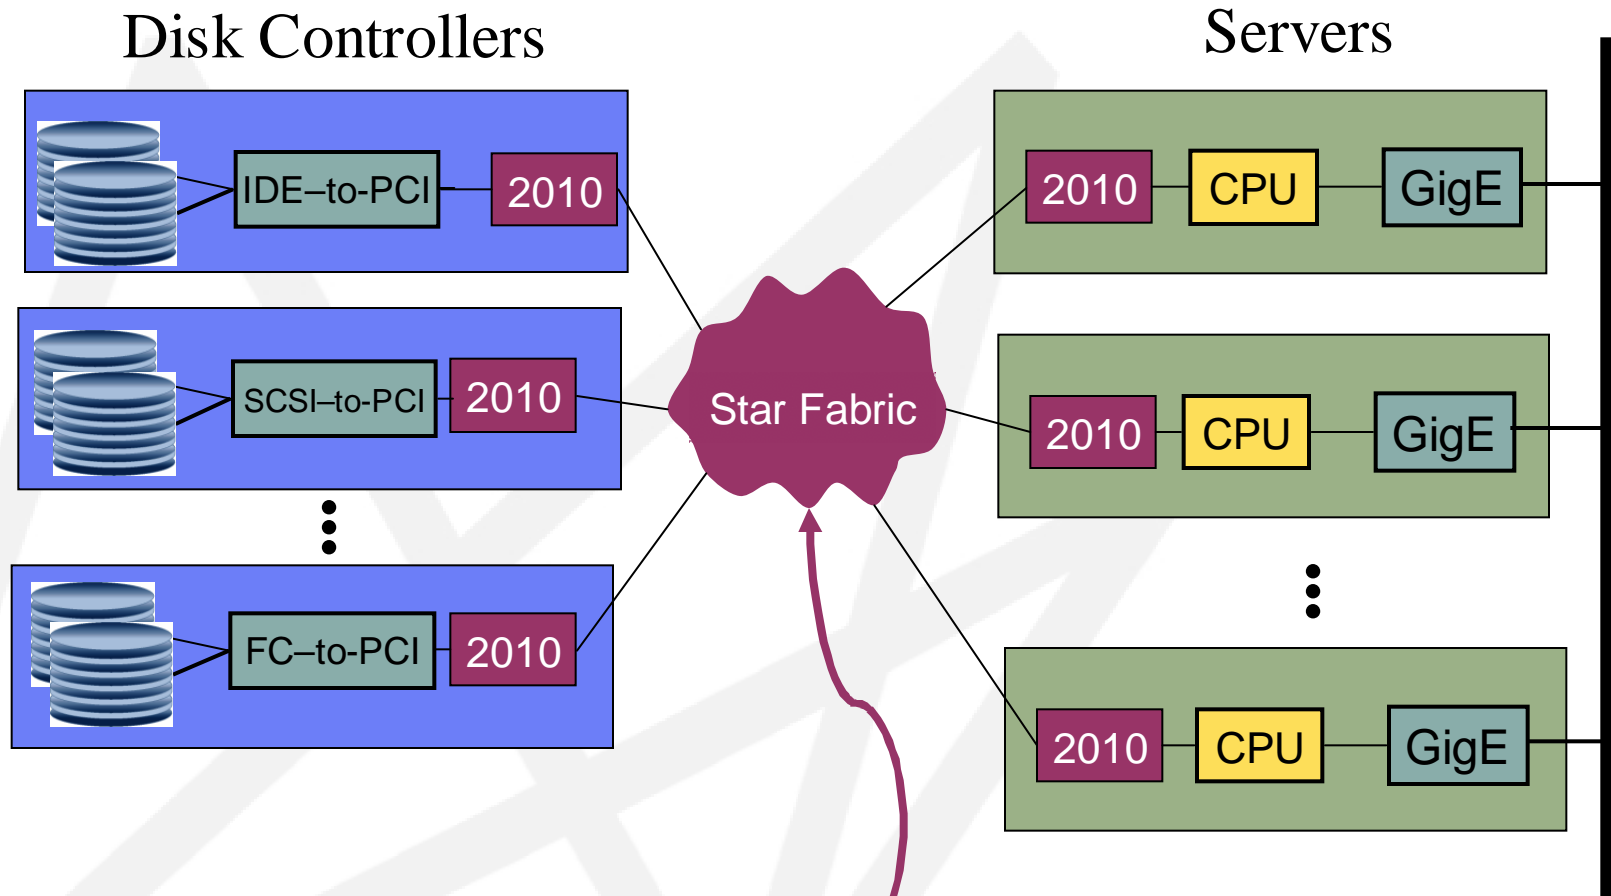 Disk Controllers
Servers
IDE–to-PCI
2010
2010
CPU
GigE
SCSI–to-PCI
2010
Star Fabric
2010
CPU
GigE
FC–to-PCI
2010
2010
CPU
GigE